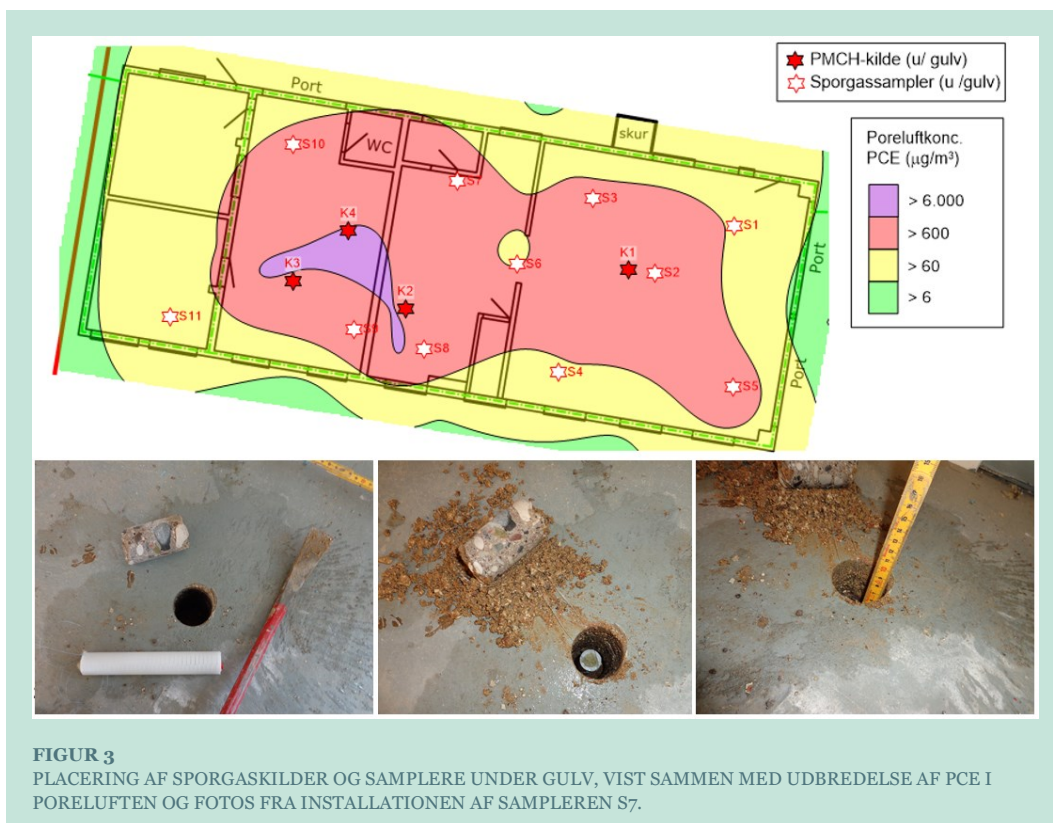 PMCH-kilde (u/ gulv)
Sporgassampler (u /gulv)
Poreluftkonc.
PCE (µg/m³)
> 6.000
> 600
> 60
> 6
Port
skur
WC
S10
S7
S3
S1
K4
K1
S2
S6
K3
K2
Port
S11
S9
S8
S4
S5
Port
FIGUR 3
PLACERING AF SPORGASKILDER OG SAMPLERE UNDER GULV, VIST SAMMEN MED UDBREDELSE AF PCE I
PORELUFTEN OG FOTOS FRA INSTALLATIONEN AF SAMPLEREN S7.